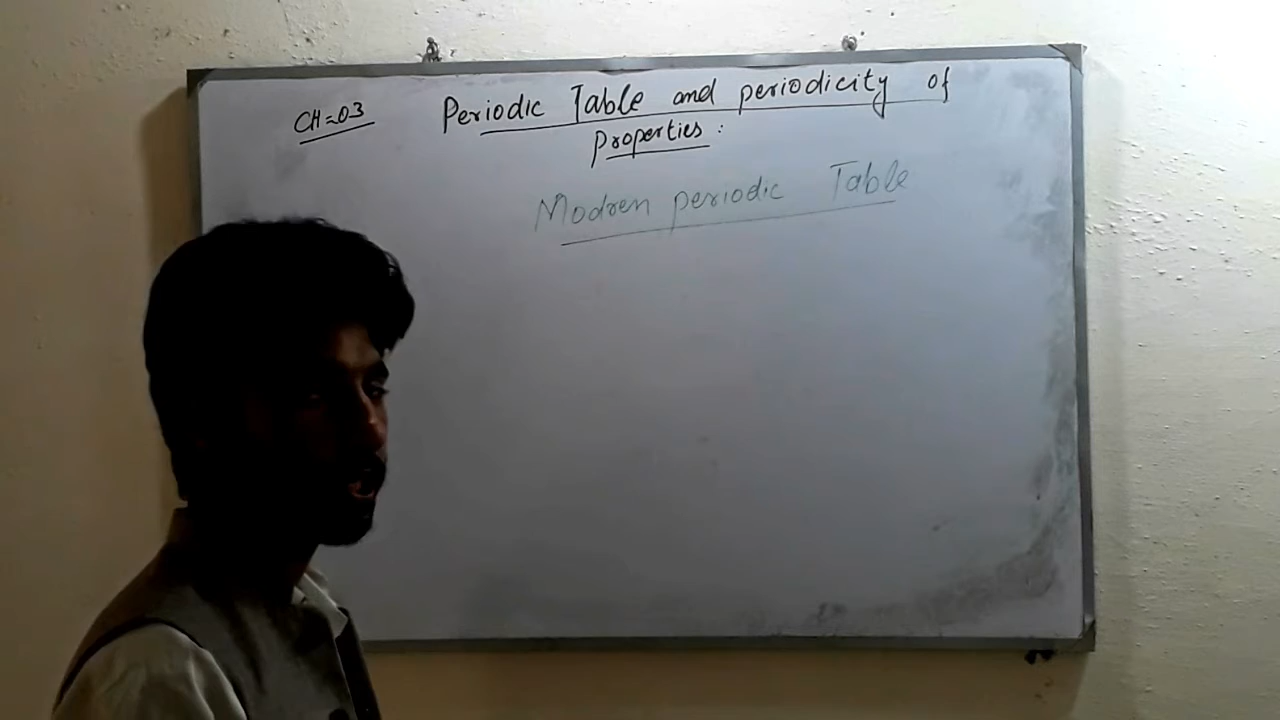 CH=03
Periodic Table and periodicity of
properties:
Modren periodic Table